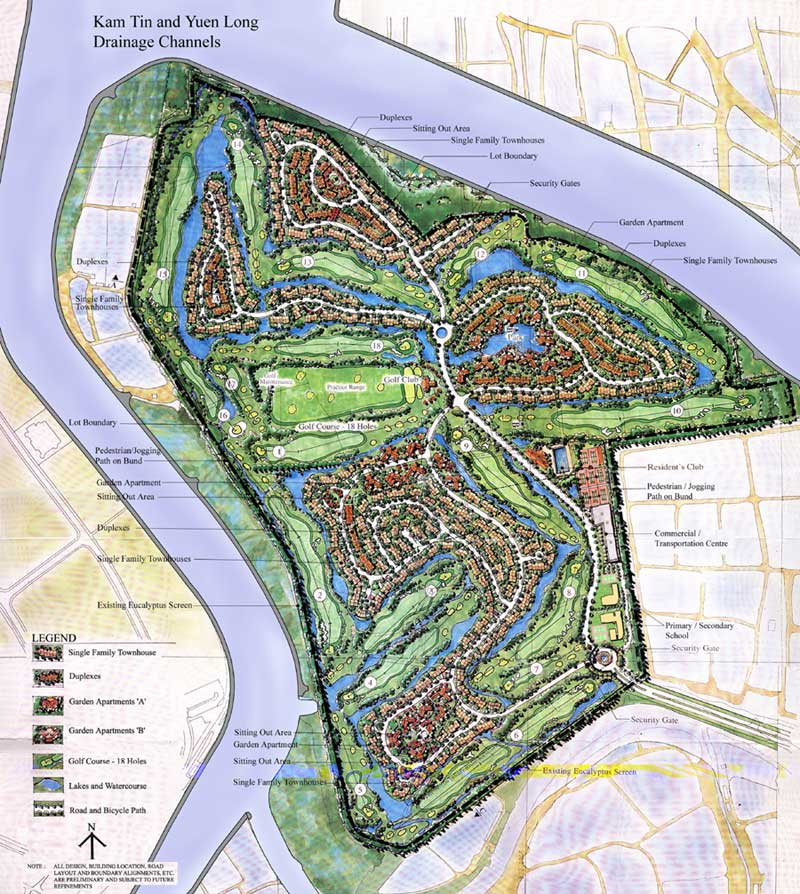 Kam Tin and Yuen Long
Drainage Channels
Duplexes
Sitting Out Area
Single Family Townhouses
Lot Boundary
Security Gates
Garden Apartment
Duplexes
Single Family Townhouses
Duplexes
Single Family
Townhouses
14
13
12
11
15
18
17
16
10
1
9
2
3
8
4
7
6
5
Golf
Maintenance
Practice Range
Golf Club
Golf Course - 18 Holes
Lot Boundary
Pedestrian/Jogging
Path on Bund
Garden Apartment
Sitting Out Area
Duplexes
Single Family Townhouses
Existing Eucalyptus Screen
Resident's Club
Pedestrian / Jogging
Path on Bund
Commercial /
Transportation Centre
Primary / Secondary
School
Security Gate
Security Gate
Sitting Out Area
Garden Apartment
Sitting Out Area
Single Family Townhouses
Existing Eucalyptus Screen
LEGEND
Single Family Townhouse
Duplexes
Garden Apartments 'A'
Garden Apartments 'B'
Golf Course - 18 Holes
Lakes and Watercourse
Road and Bicycle Path
N
NOTE : ALL DESIGN, BUILDING LOCATION, ROAD
LAYOUT AND BOUNDARY ALIGNMENTS, ETC.
ARE PRELIMINARY AND SUBJECT TO FUTURE
REFINEMENTS